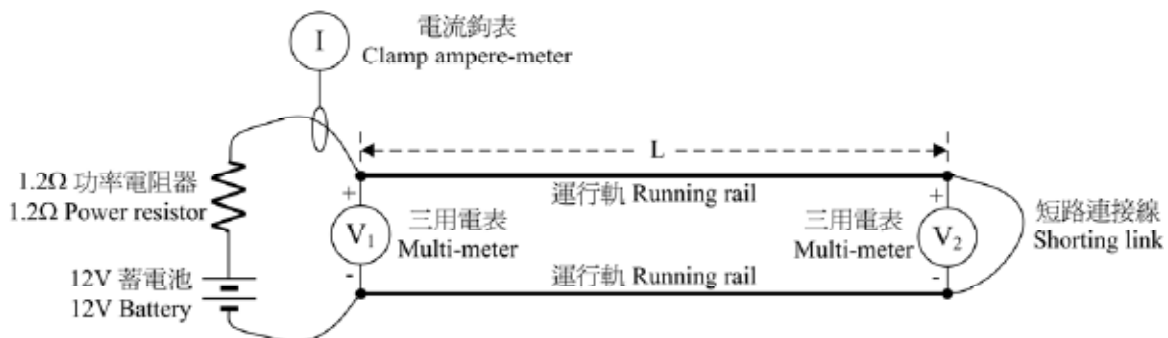 電流鉤表
I
Clamp ampere-meter
L
1.2Ω 功率電阻器
1.2Ω Power resistor
+
運行軌 Running rail
+
V₁
三用電表
Multi-meter
三用電表
Multi-meter
V₂
短路連接線
Shorting link
-
-
12V 蓄電池
12V Battery
運行軌 Running rail